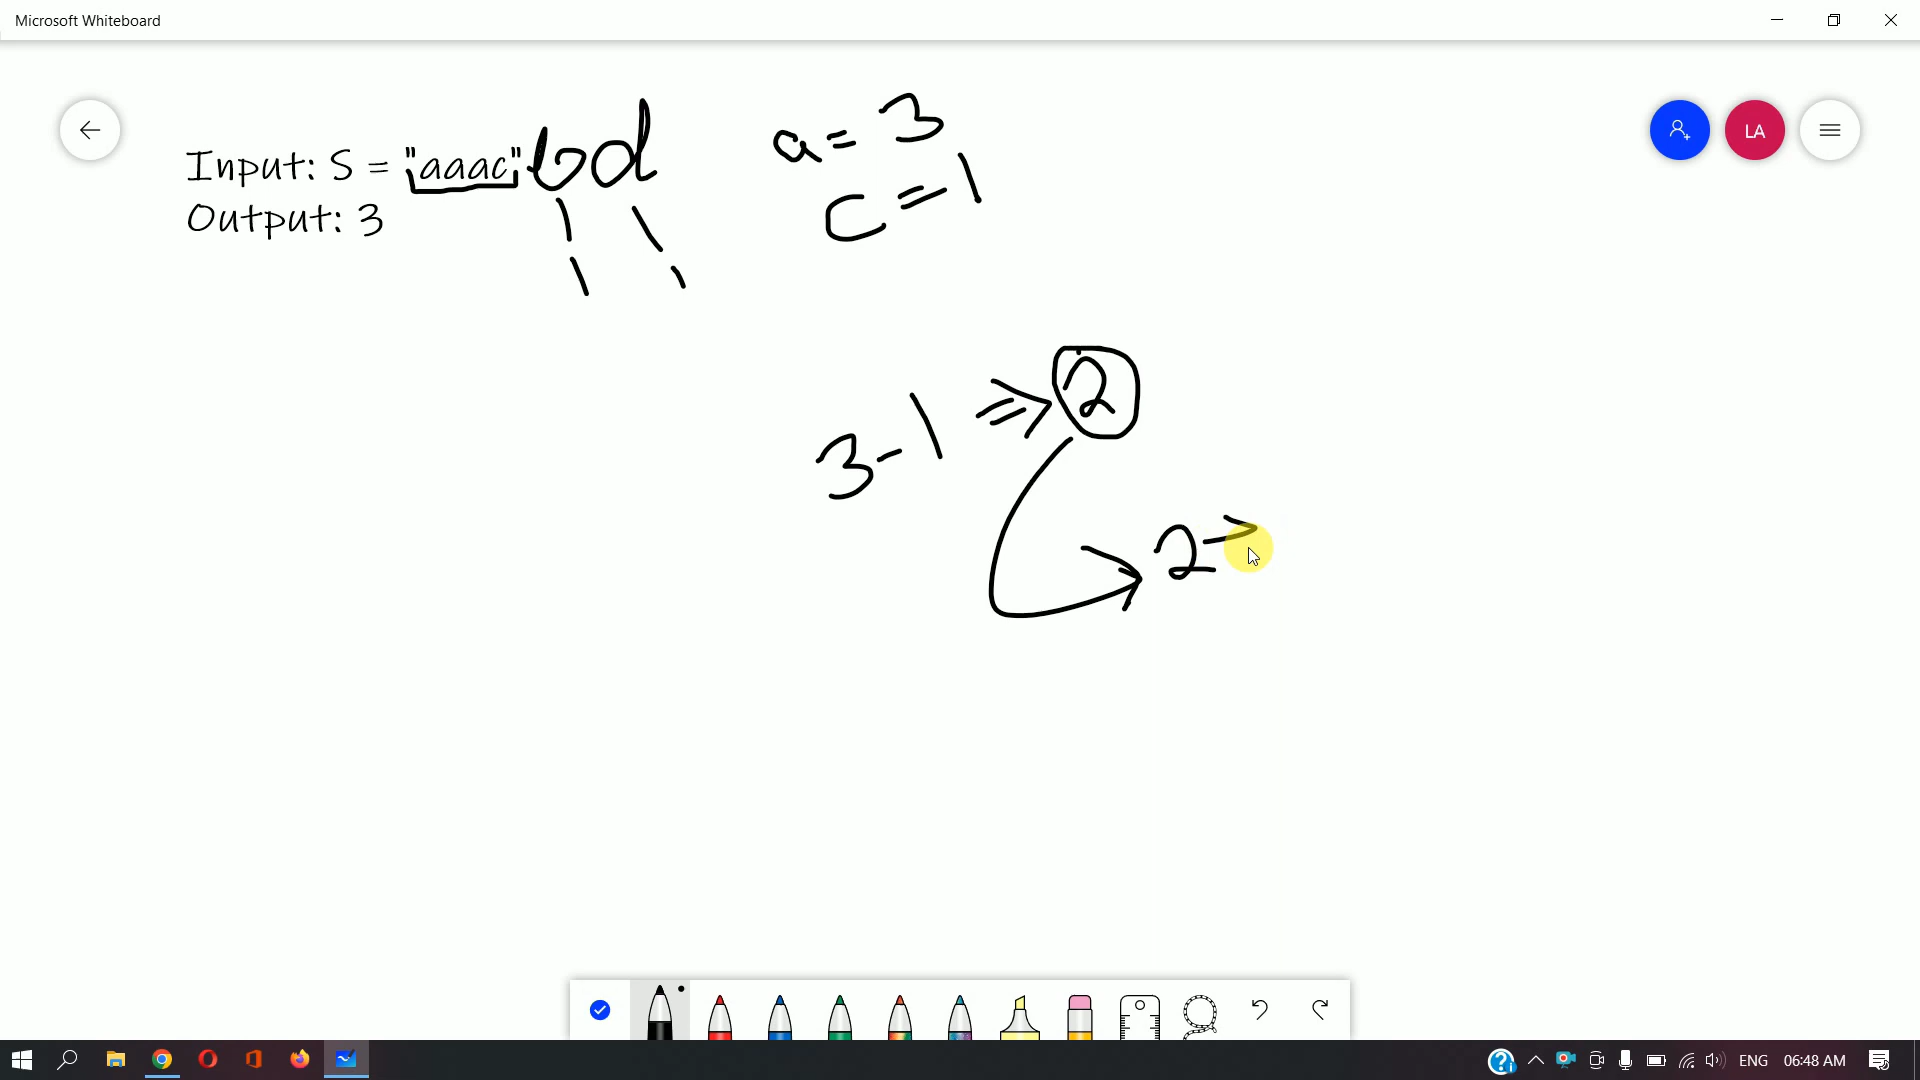 Microsoft Whiteboard
Input: S = "aaac" bd
Output: 3
a = 3
c = 1
LA
3 - 1 ⇒ 2
2 →
ENG 06:48 AM